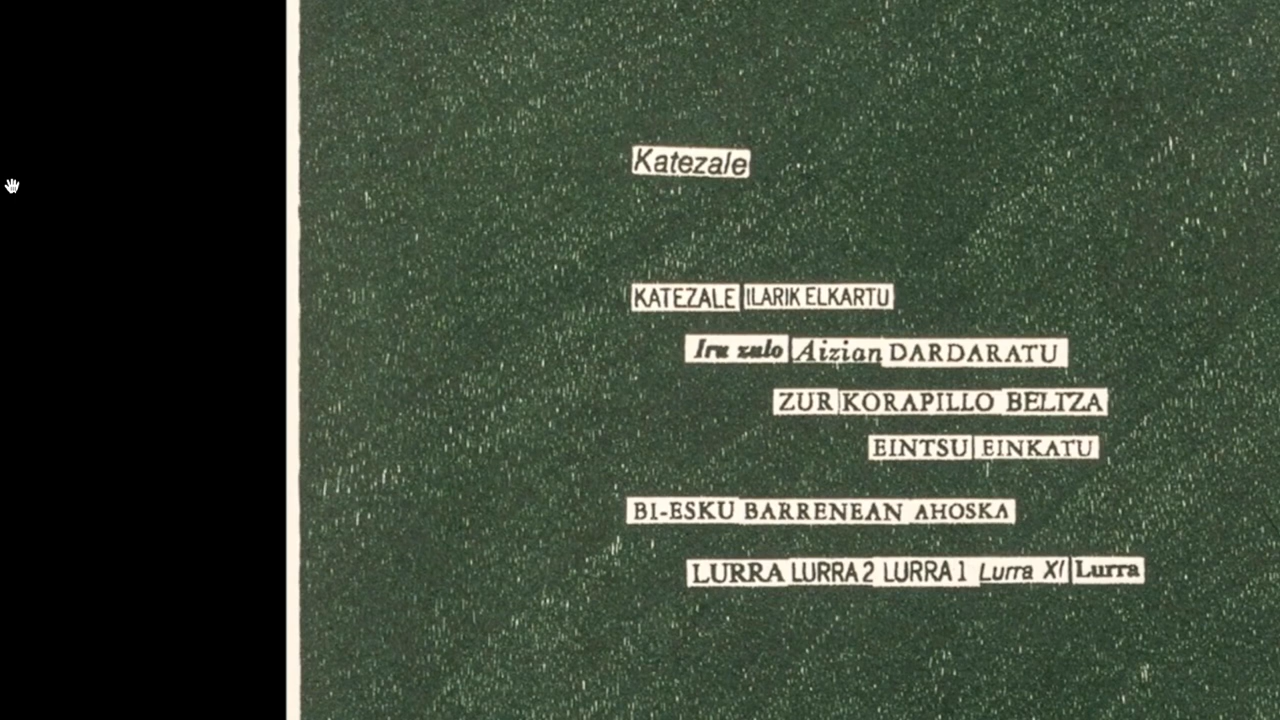 Katezale
KATEZALE ILARIK ELKARTU
Iru zulo Aizian DARDARATU
ZUR KORAPILLO BELTZA
EINTSU EINKATU
BI-ESKU BARRENEAN AHOSKA
LURRA LURRA 2 LURRA 1 Lurra XI Lurra